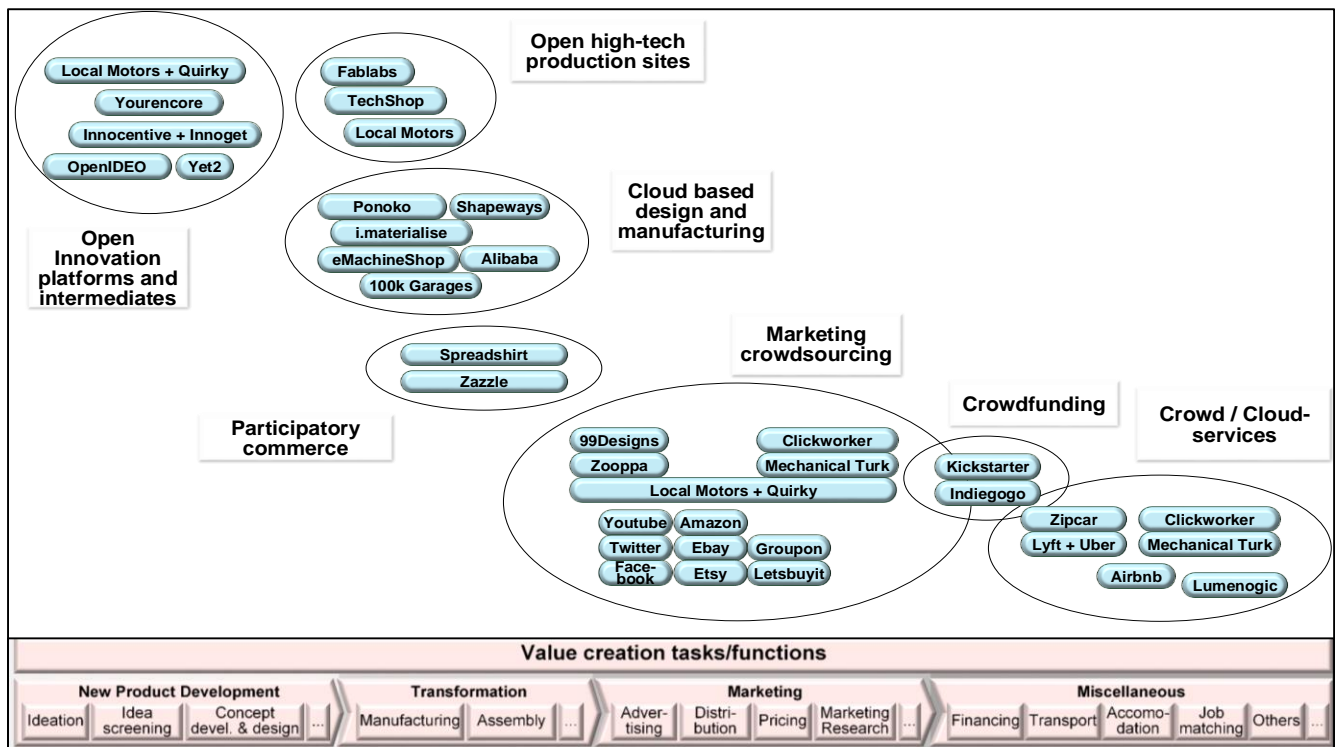 Open high-tech
production sites
Local Motors + Quirky
Yourencore
Innocentive + Innoget
OpenIDEO
Yet2
Fablabs
TechShop
Local Motors
Open
Innovation
platforms and
intermediates
Ponoko
Shapeways
i.materialise
eMachineShop
Alibaba
100k Garages
Cloud based
design and
manufacturing
Spreadshirt
Zazzle
Participatory
commerce
Marketing
crowdsourcing
99Designs
Clickworker
Zooppa
Mechanical Turk
Local Motors + Quirky
Youtube
Amazon
Twitter
Ebay
Groupon
Face-
book
Etsy
Letsbuyit
Crowdfunding
Kickstarter
Indiegogo
Crowd / Cloud-
services
Zipcar
Clickworker
Lyft + Uber
Mechanical Turk
Airbnb
Lumenogic
Value creation tasks/functions
New Product Development
Ideation
Idea
screening
Concept
devel. & design
...
Transformation
Manufacturing
Assembly
...
Marketing
Adver-
tising
Distri-
bution
Pricing
Marketing
Research
...
Miscellaneous
Financing
Transport
Accomo-
dation
Job
matching
Others
...